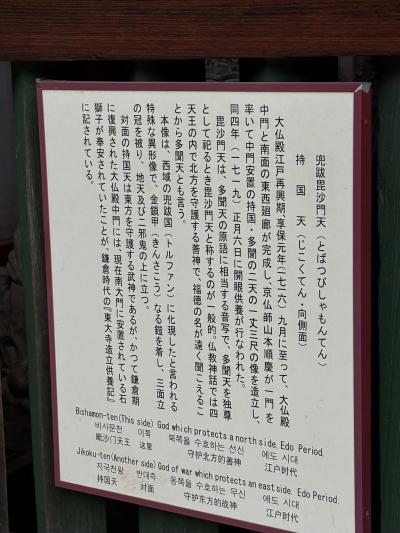 兜跋毘沙門天（とばつびしゃもんてん）
持 国 天（じこくてん：向側面）
大仏殿江戸再興期、享保元年（一七一六）九月に至って、大仏殿
中門と南面の東西廻廊が完成し、京仏師山本順慶が一門を
率いて中門安置の持国・多聞の二天の一丈三尺の像を造立し、
同四年（一七一九）正月六日に開眼供養が行なわれた。
毘沙門天は、多聞天の原語に相当する音写で、多聞天を独尊
として祀るとき毘沙門天と称するのが一般的。仏教神話では四
天王の内で北方を守護する善神で、福徳の名が遠く聞こえるこ
とから多聞天とも言う。
本像は、西域の兜跋国（トルファン）に化現したと言われる
特殊な異形像で、金鎖甲（きんさこう）なる鎧を着し、三面立
の冠を被り、地天及び二邪鬼の上に立つ。
対面の持国天は東方を守護する武神であるが、かつて鎌倉期
に復興された大仏殿中門には、現在南大門に安置されている石
獅子が奉安されていたことが、鎌倉時代の『東大寺造立供養記』
に記されている。
Bishamon-ten(This side) God which protects a north side. Edo Period.
비사문천 이쪽 북쪽을 수호하는 선신 에도 시대
毗沙门天王 这里 守护北方的善神 江户时代
Jikoku-ten(Another side) God of war which protects an east side. Edo Period.
지국천왕 반대측 동쪽을 수호하는 무신 에도 시대
持国天 对面 守护东方的战神 江户时代